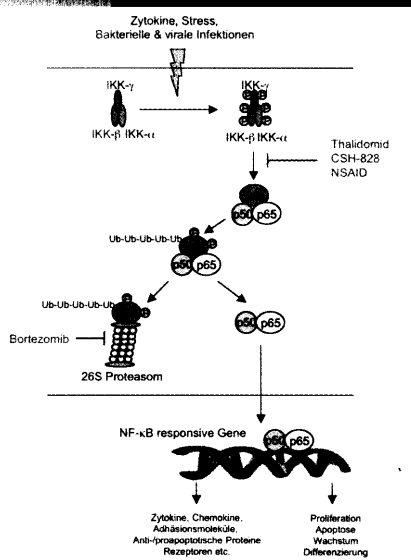 Zytokine, Stress,
Bakterielle & virale Infektionen
IKK-γ
IKK-γ
IKK-β IKK-α
IKK-β IKK-α
Thalidomid
CSH-828
NSAID
p50 p65
Ub-Ub-Ub-Ub-Ub
p50 p65
Ub-Ub-Ub-Ub-Ub
p50 p65
Bortezomib
26S Proteasom
NF-κB responsive Gene
p50 p65
Zytokine, Chemokine,
Adhäsionsmoleküle,
Anti-/proapoptotische Proteine
Rezeptoren etc.
Proliferation
Apoptose
Wachstum
Differenzierung